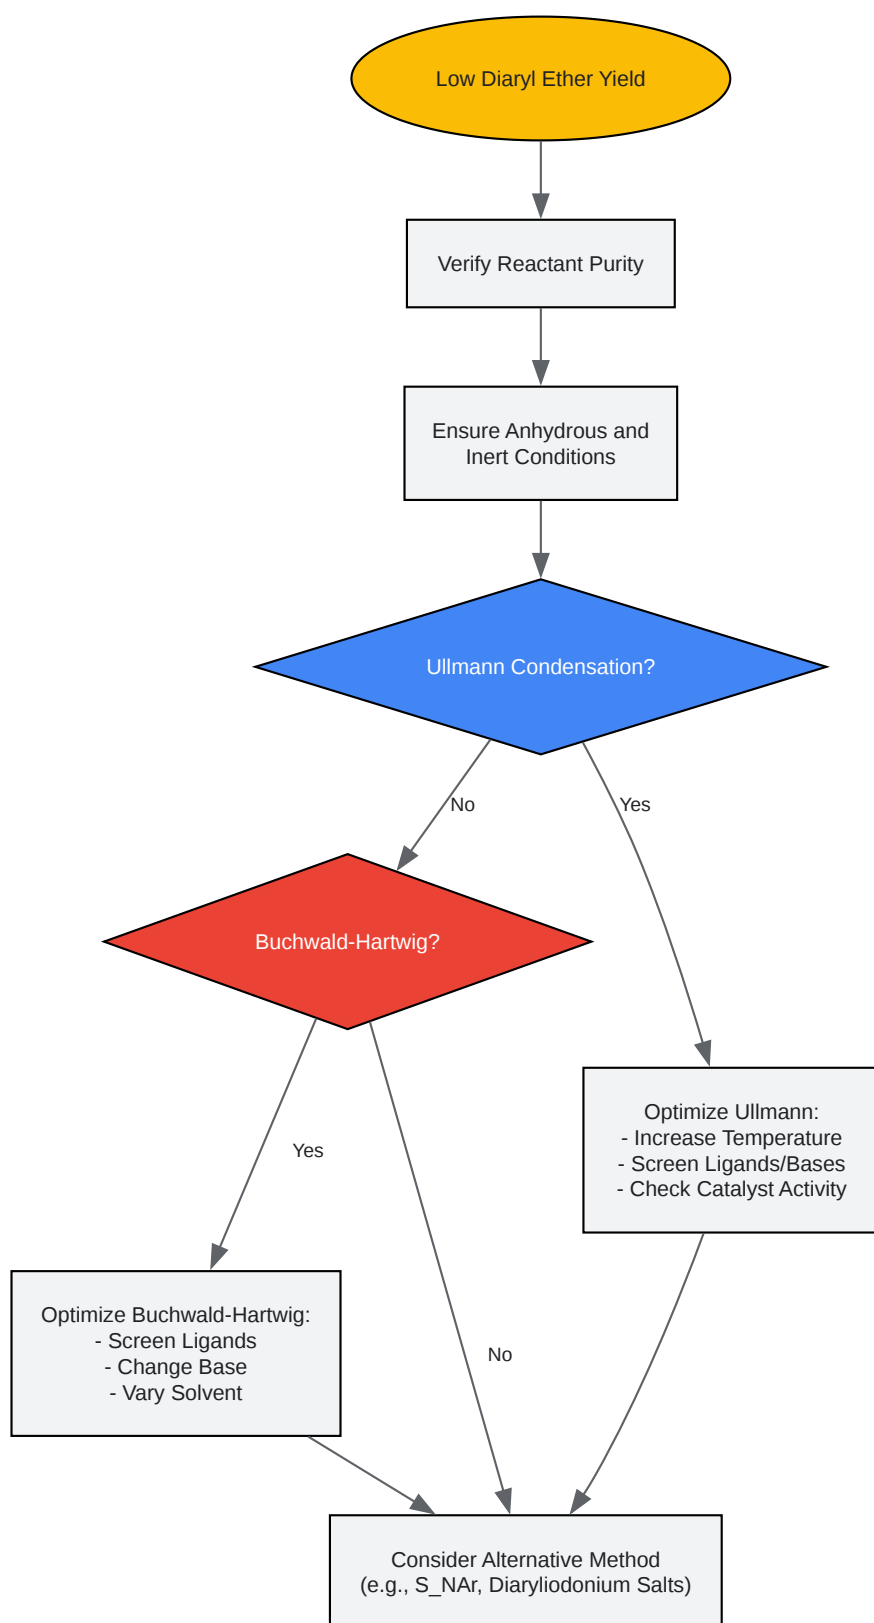 Low Diaryl Ether Yield
Verify Reactant Purity
Ensure Anhydrous and
Inert Conditions
Ullmann Condensation?
No
Yes
Buchwald-Hartwig?
Optimize Ullmann:
- Increase Temperature
- Screen Ligands/Bases
- Check Catalyst Activity
Yes
Optimize Buchwald-Hartwig:
- Screen Ligands
- Change Base
- Vary Solvent
No
Consider Alternative Method
(e.g., S_NAr, Diaryliodonium Salts)